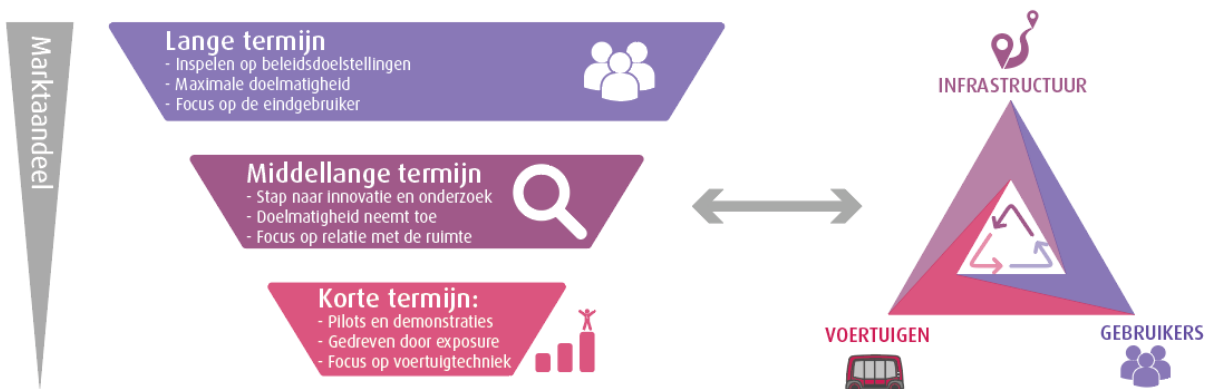 Marktaandeel
Lange termijn
- Inspelen op beleidsdoelstellingen
- Maximale doelmatigheid
- Focus op de eindgebruiker
Middellange termijn
- Stap naar innovatie en onderzoek
- Doelmatigheid neemt toe
- Focus op relatie met de ruimte
Korte termijn:
- Pilots en demonstraties
- Gedreven door exposure
- Focus op voertuigtechniek
INFRASTRUCTUUR
VOERTUIGEN
GEBRUIKERS